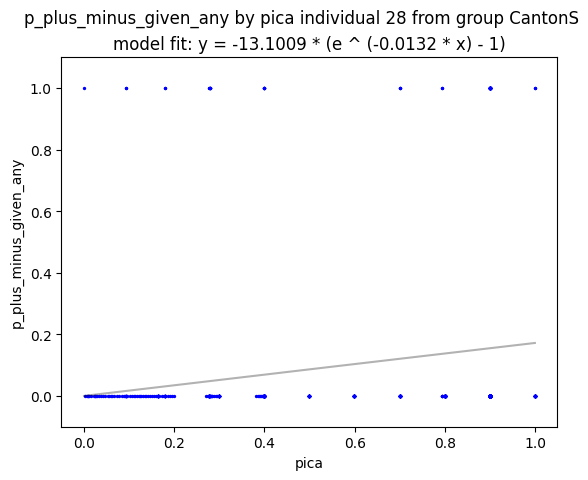 p_plus_minus_given_any by pica individual 28 from group CantonS
model fit: y = -13.1009 * (e ^ (-0.0132 * x) - 1)
1.0
0.8
0.6
0.4
0.2
0.0
p_plus_minus_given_any
0.0 0.2 0.4 0.6 0.8 1.0
pica